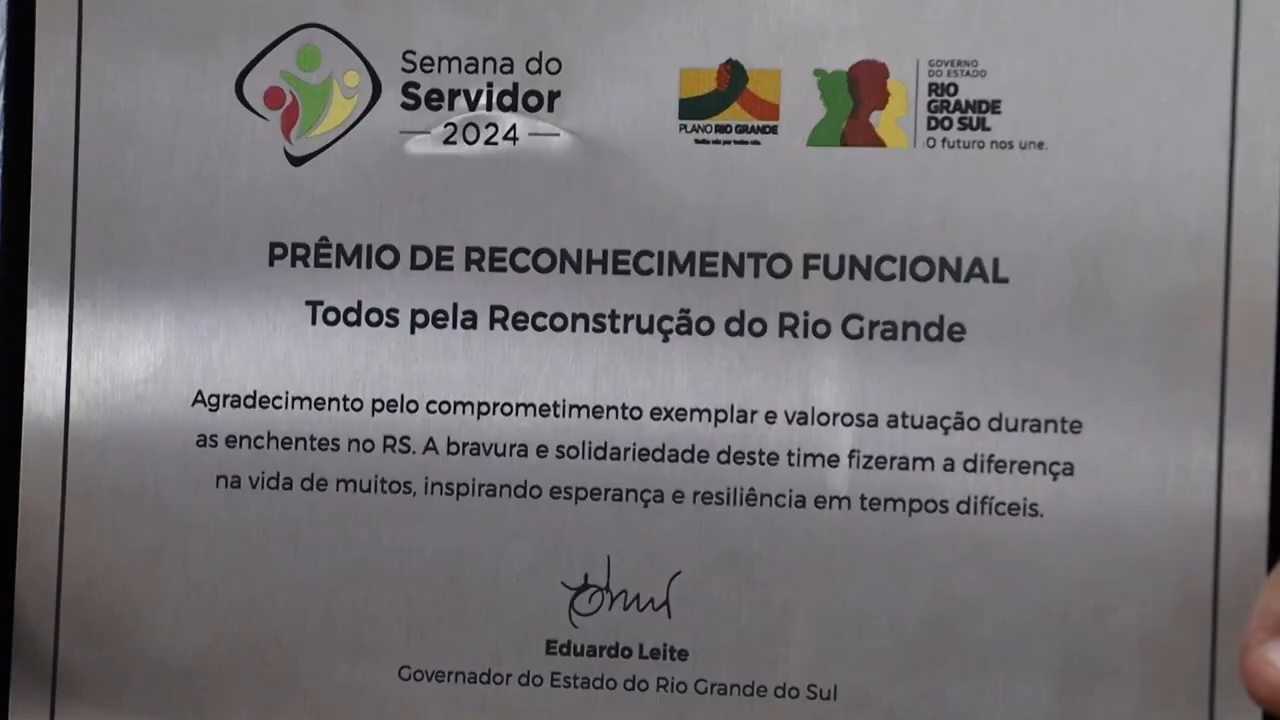 Semana do
Servidor
2024
PLANO RIO GRANDE
GOVERNO
DO ESTADO
RIO
GRANDE
DO SUL
O futuro nos une.
PRÊMIO DE RECONHECIMENTO FUNCIONAL
Todos pela Reconstrução do Rio Grande
Agradecimento pelo comprometimento exemplar e valorosa atuação durante
as enchentes no RS. A bravura e solidariedade deste time fizeram a diferença
na vida de muitos, inspirando esperança e resiliência em tempos difíceis.
Eduardo Leite
Governador do Estado do Rio Grande do Sul